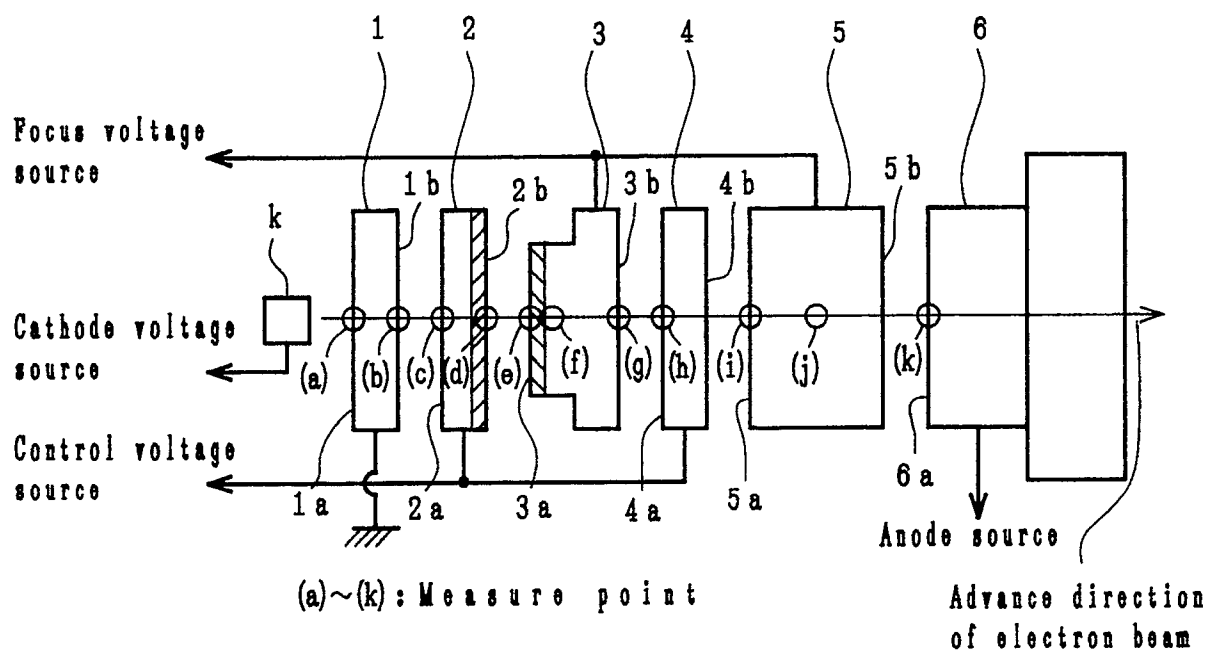 1 2 3 4 5 6
Focus voltage
source
1b 2b 3b 4b 5b
k
Cathode voltage
source
(a) (b) (c) (d) (e) (f) (g) (h) (i) (j) (k)
Control voltage
source
1a 2a 3a 4a 5a 6a
Anode source
(a)~(k) : Measure point
Advance direction
of electron beam